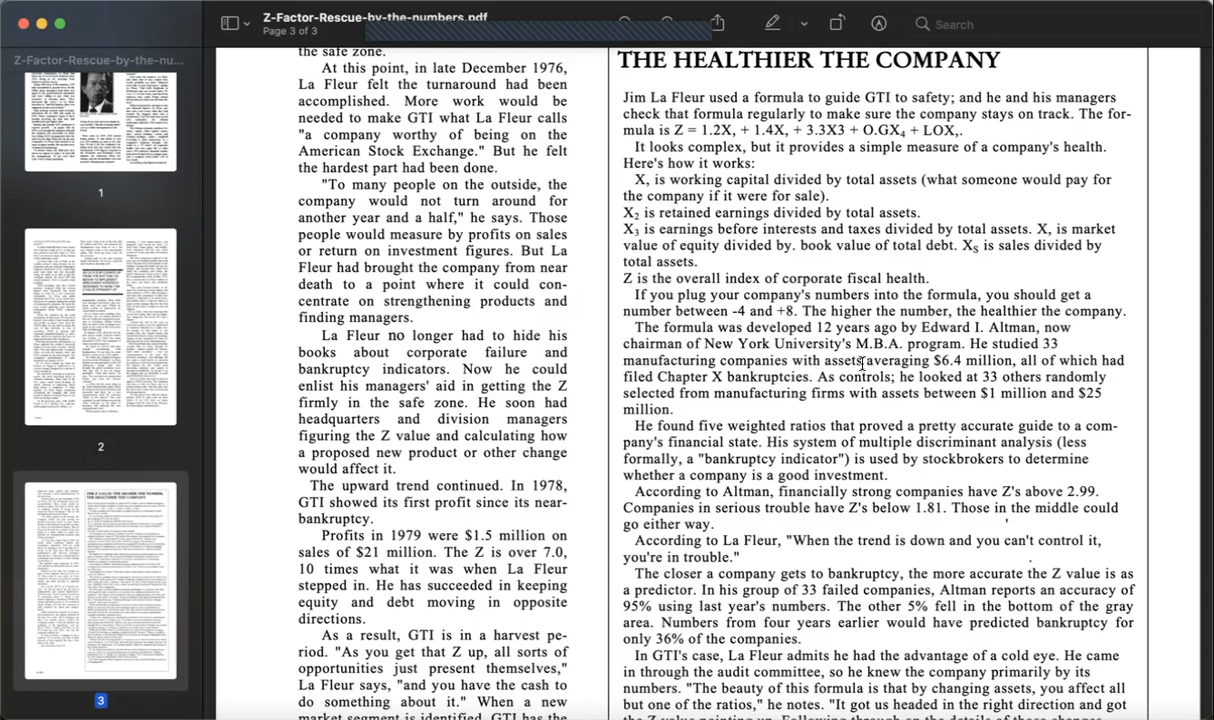 Z-Factor-Rescue-by-the-numbers.pdf
Page 3 of 3
Search
Z-Factor-Rescue-by-the-nu...
1
2
3
the safe zone.
At this point, in late December 1976,
La Fleur felt the turnaround had been
accomplished. More work would be
needed to make GTI what La Fleur calls
"a company worthy of being on the
American Stock Exchange." But he felt
the hardest part had been done.
"To many people on the outside, the
company would not turn around for
another year and a half," he says. Those
people would measure by profits on sales
or return on investment figures. But La
Fleur had brought the company from near
death to a point where it could con-
centrate on strengthening products and
finding managers.
La Fleur no longer had to hide his
books about corporate failure and
bankruptcy indicators. Now he could
enlist his managers' aid in getting the Z
firmly in the safe zone. He soon had
headquarters and division managers
figuring the Z value and calculating how
a proposed new product or other change
would affect it.
The upward trend continued. In 1978,
GTI showed its first profit since its near-
bankruptcy.
Profits in 1979 were $1.5 million on
sales of $21 million. The Z is over 7.0,
10 times what it was when La Fleur
stepped in. He has succeeded in getting
equity and debt moving in opposite
directions.
As a result, GTI is in a harvest pe-
riod. "As you get that Z up, all sorts of
opportunities just present themselves,"
La Fleur says, "and you have the cash to
do something about it." When a new
market segment is identified, GTI has the
THE HEALTHIER THE COMPANY
Jim La Fleur used a formula to guide GTI to safety; and he and his managers
check that formula regularly to make sure the company stays on track. The for-
mula is Z = 1.2X, + 1.4X, + 3.3X3 + O.GX₄ + LOX,.
It looks complex, but it provides a simple measure of a company's health.
Here's how it works:
X, is working capital divided by total assets (what someone would pay for
the company if it were for sale).
X₂ is retained earnings divided by total assets.
X₃ is earnings before interests and taxes divided by total assets. X, is market
value of equity divided by. book value of total debt. X_S is sales divided by
total assets.
Z is the overall index of corporate fiscal health.
If you plug your company's numbers into the formula, you should get a
number between -4 and +8. The higher the number, the healthier the company.
The formula was developed 12 years ago by Edward I. Altman, now
chairman of New York University's M.B.A. program. He studied 33
manufacturing companies with assets averaging $6.4 million, all of which had
filed Chapter X bankruptcies. As controls; he looked at 33 others randomly
selected from manufacturing firms with assets between $1 million and $25
million.
He found five weighted ratios that proved a pretty accurate guide to a com-
pany's financial state. His system of multiple discriminant analysis (less
formally, a "bankruptcy indicator") is used by stockbrokers to determine
whether a company is a good investment.
According to Altman, financially strong companies have Z's above 2.99.
Companies in serious trouble have Z's below 1.81. Those in the middle could
go either way.
According to La Fleur, "When the trend is down and you can't control it,
you're in trouble."
The closer a company gets to bankruptcy, the more accurate the Z value is as
a predictor. In his group of 33 failed companies, Altman reports an accuracy of
95% using last year's numbers. The other 5% fell in the bottom of the gray
area. Numbers from four years earlier would have predicted bankruptcy for
only 36% of the companies.
In GTI's case, La Fleur admits he had the advantage of a cold eye. He came
in through the audit committee, so he knew the company primarily by its
numbers. "The beauty of this formula is that by changing assets, you affect all
but one of the ratios," he notes. "It got us headed in the right direction and got
the Z value pointing up. Following through on the details of those changes